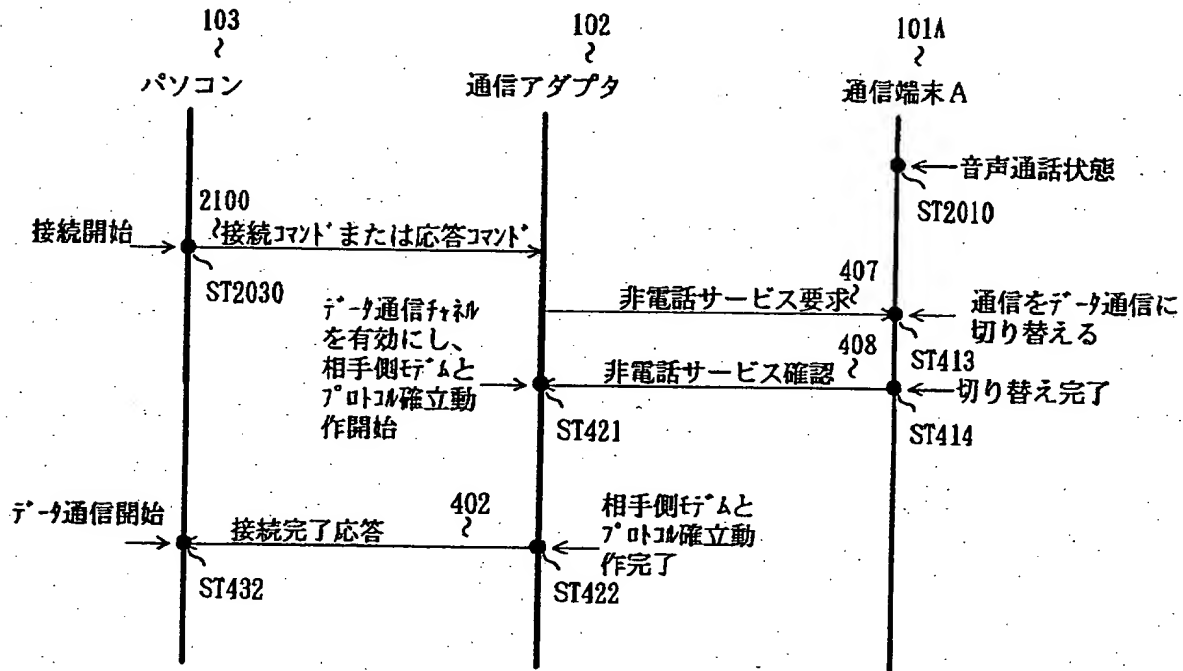 103
102
101A
パソコン
通信アダプタ
通信端末A
音声通話状態
ST2010
2100
接続開始
接続ｺﾏﾝﾄﾞまたは応答ｺﾏﾝﾄﾞ
ST2030
407
非電話サービス要求
通信をデータ通信に
切り替える
ST413
ﾃﾞｰﾀ通信ﾁｬﾈﾙ
を有効にし、
相手側ﾓﾃﾞﾑと
ﾌﾟﾛﾄｺﾙ確立動
作開始
408
非電話サービス確認
切り替え完了
ST421
ST414
ﾃﾞｰﾀ通信開始
402
接続完了応答
相手側ﾓﾃﾞﾑと
ﾌﾟﾛﾄｺﾙ確立動
作完了
ST432
ST422